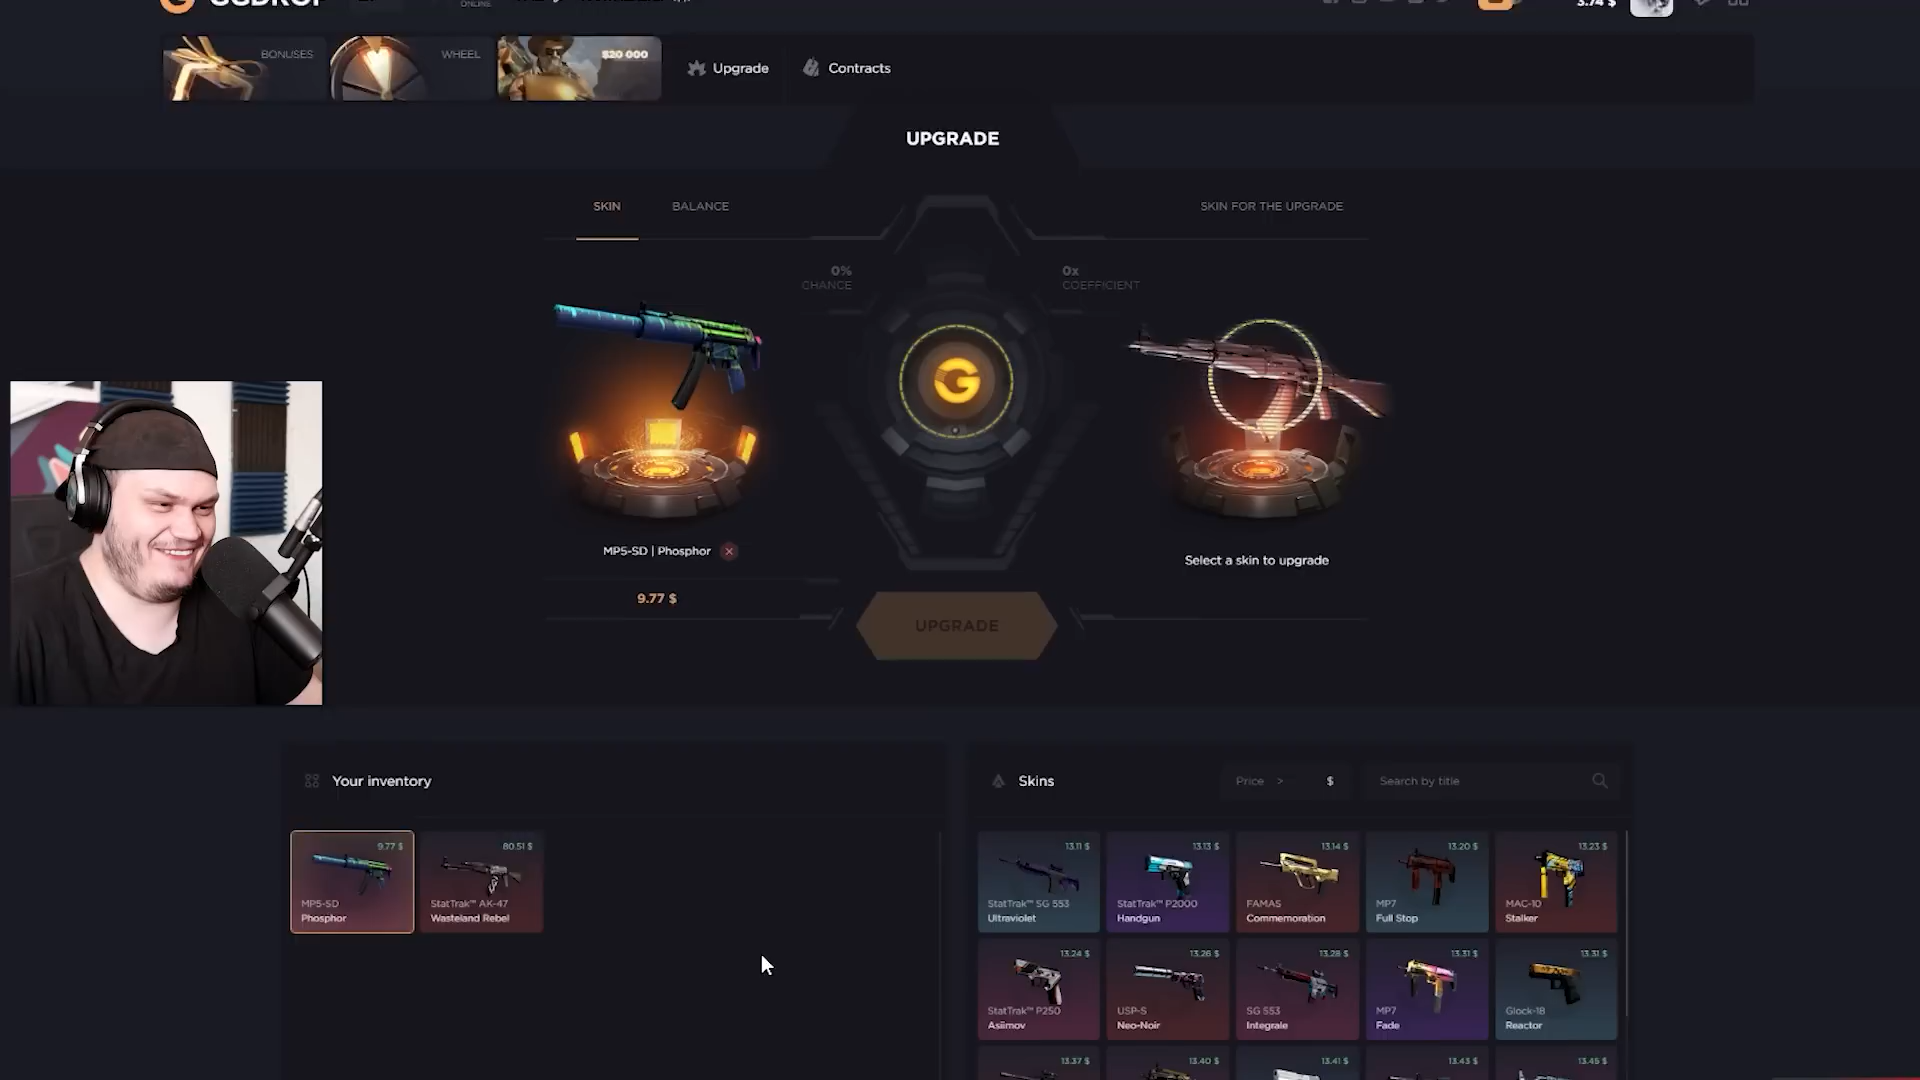 ONLINE
3.74 $
BONUSES
WHEEL
$20 000
Upgrade
Contracts
UPGRADE
SKIN
BALANCE
SKIN FOR THE UPGRADE
0%
CHANCE
0x
COEFFICIENT
G
MP5-SD | Phosphor
Select a skin to upgrade
9.77 $
UPGRADE
Your inventory
9.77 $
MP5-SD
Phosphor
80.51 $
StatTrak™ AK-47
Wasteland Rebel
Skins
Price >
$
Search by title
13.11 $
StatTrak™ SG 553
Ultraviolet
13.13 $
StatTrak™ P2000
Handgun
13.14 $
FAMAS
Commemoration
13.20 $
MP7
Full Stop
13.23 $
MAC-10
Stalker
13.24 $
StatTrak™ P250
Asiimov
13.26 $
USP-S
Neo-Noir
13.28 $
SG 553
Integrale
13.31 $
MP7
Fade
13.31 $
Glock-18
Reactor
13.37 $
13.40 $
13.41 $
13.43 $
13.45 $